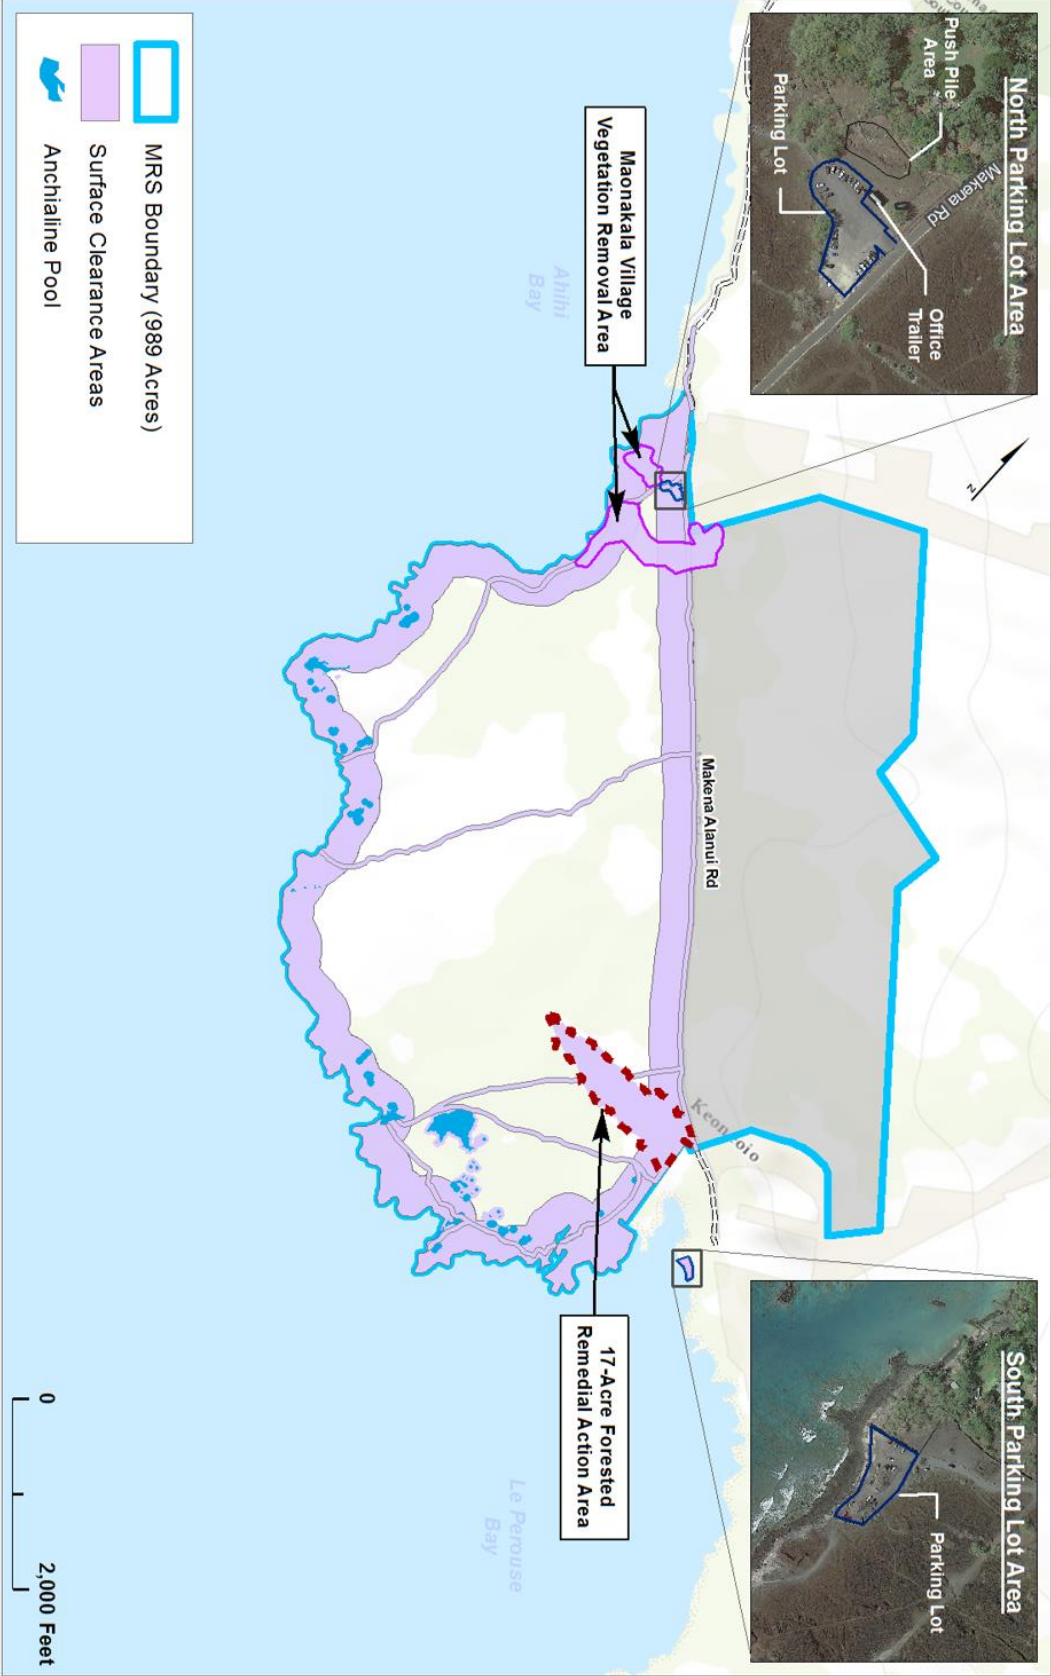 North Parking Lot Area
Push Pile
Area
Parking Lot
Makena Rd
Office
Trailer
Maonakala Village
Vegetation Removal Area
Ahihi
Bay
N
Makena Alanui Rd
17-Acre Forested
Remedial Action Area
Le Perouse
Bay
South Parking Lot Area
Parking Lot
MRS Boundary (989 Acres)
Surface Clearance Areas
Anchialine Pool
0
2,000 Feet